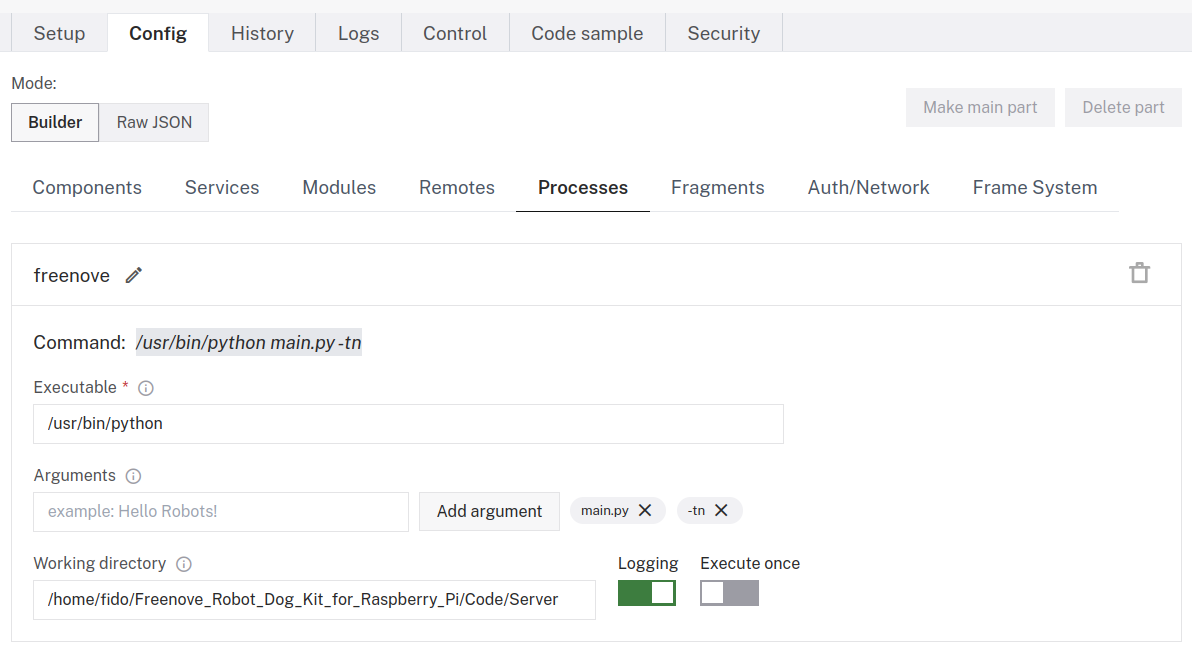 Setup Config History Logs Control Code sample Security
Mode:
Builder Raw JSON
Make main part Delete part
Components Services Modules Remotes Processes Fragments Auth/Network Frame System
freenove
Command: /usr/bin/python main.py -tn
Executable *
/usr/bin/python
Arguments
example: Hello Robots! Add argument main.py -tn
Working directory Logging Execute once
/home/fido/Freenove_Robot_Dog_Kit_for_Raspberry_Pi/Code/Server